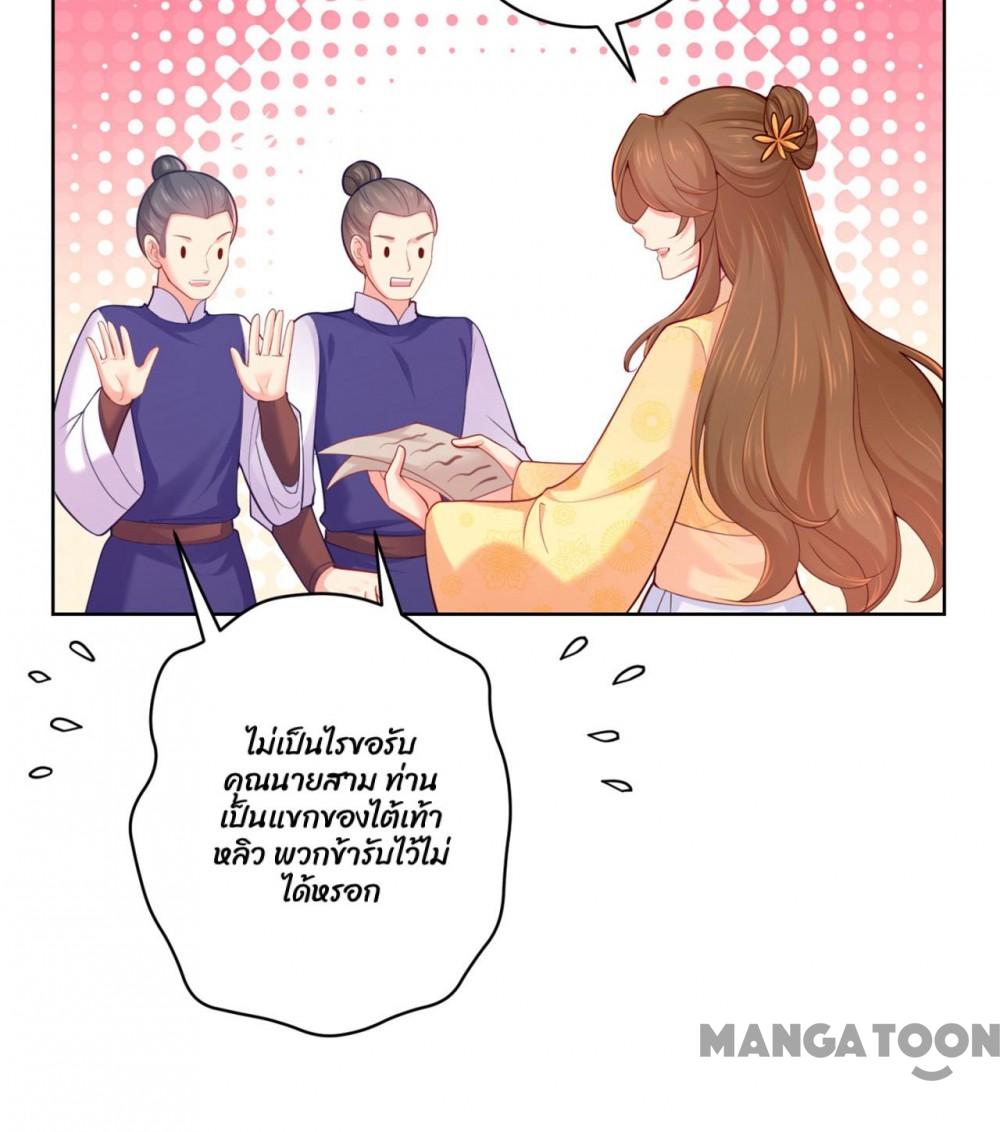 ไม่เป็นไรขอรับ
คุณนายสาม ท่าน
เป็นแขกของไต้เท้า
หลิว พวกข้ารับไว้ไม่
ได้หรอก
MANGATOON